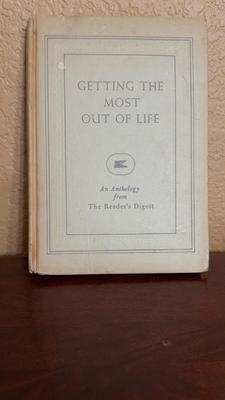 GETTING THE
MOST
OUT OF LIFE
An Anthology
from
The Reader's Digest